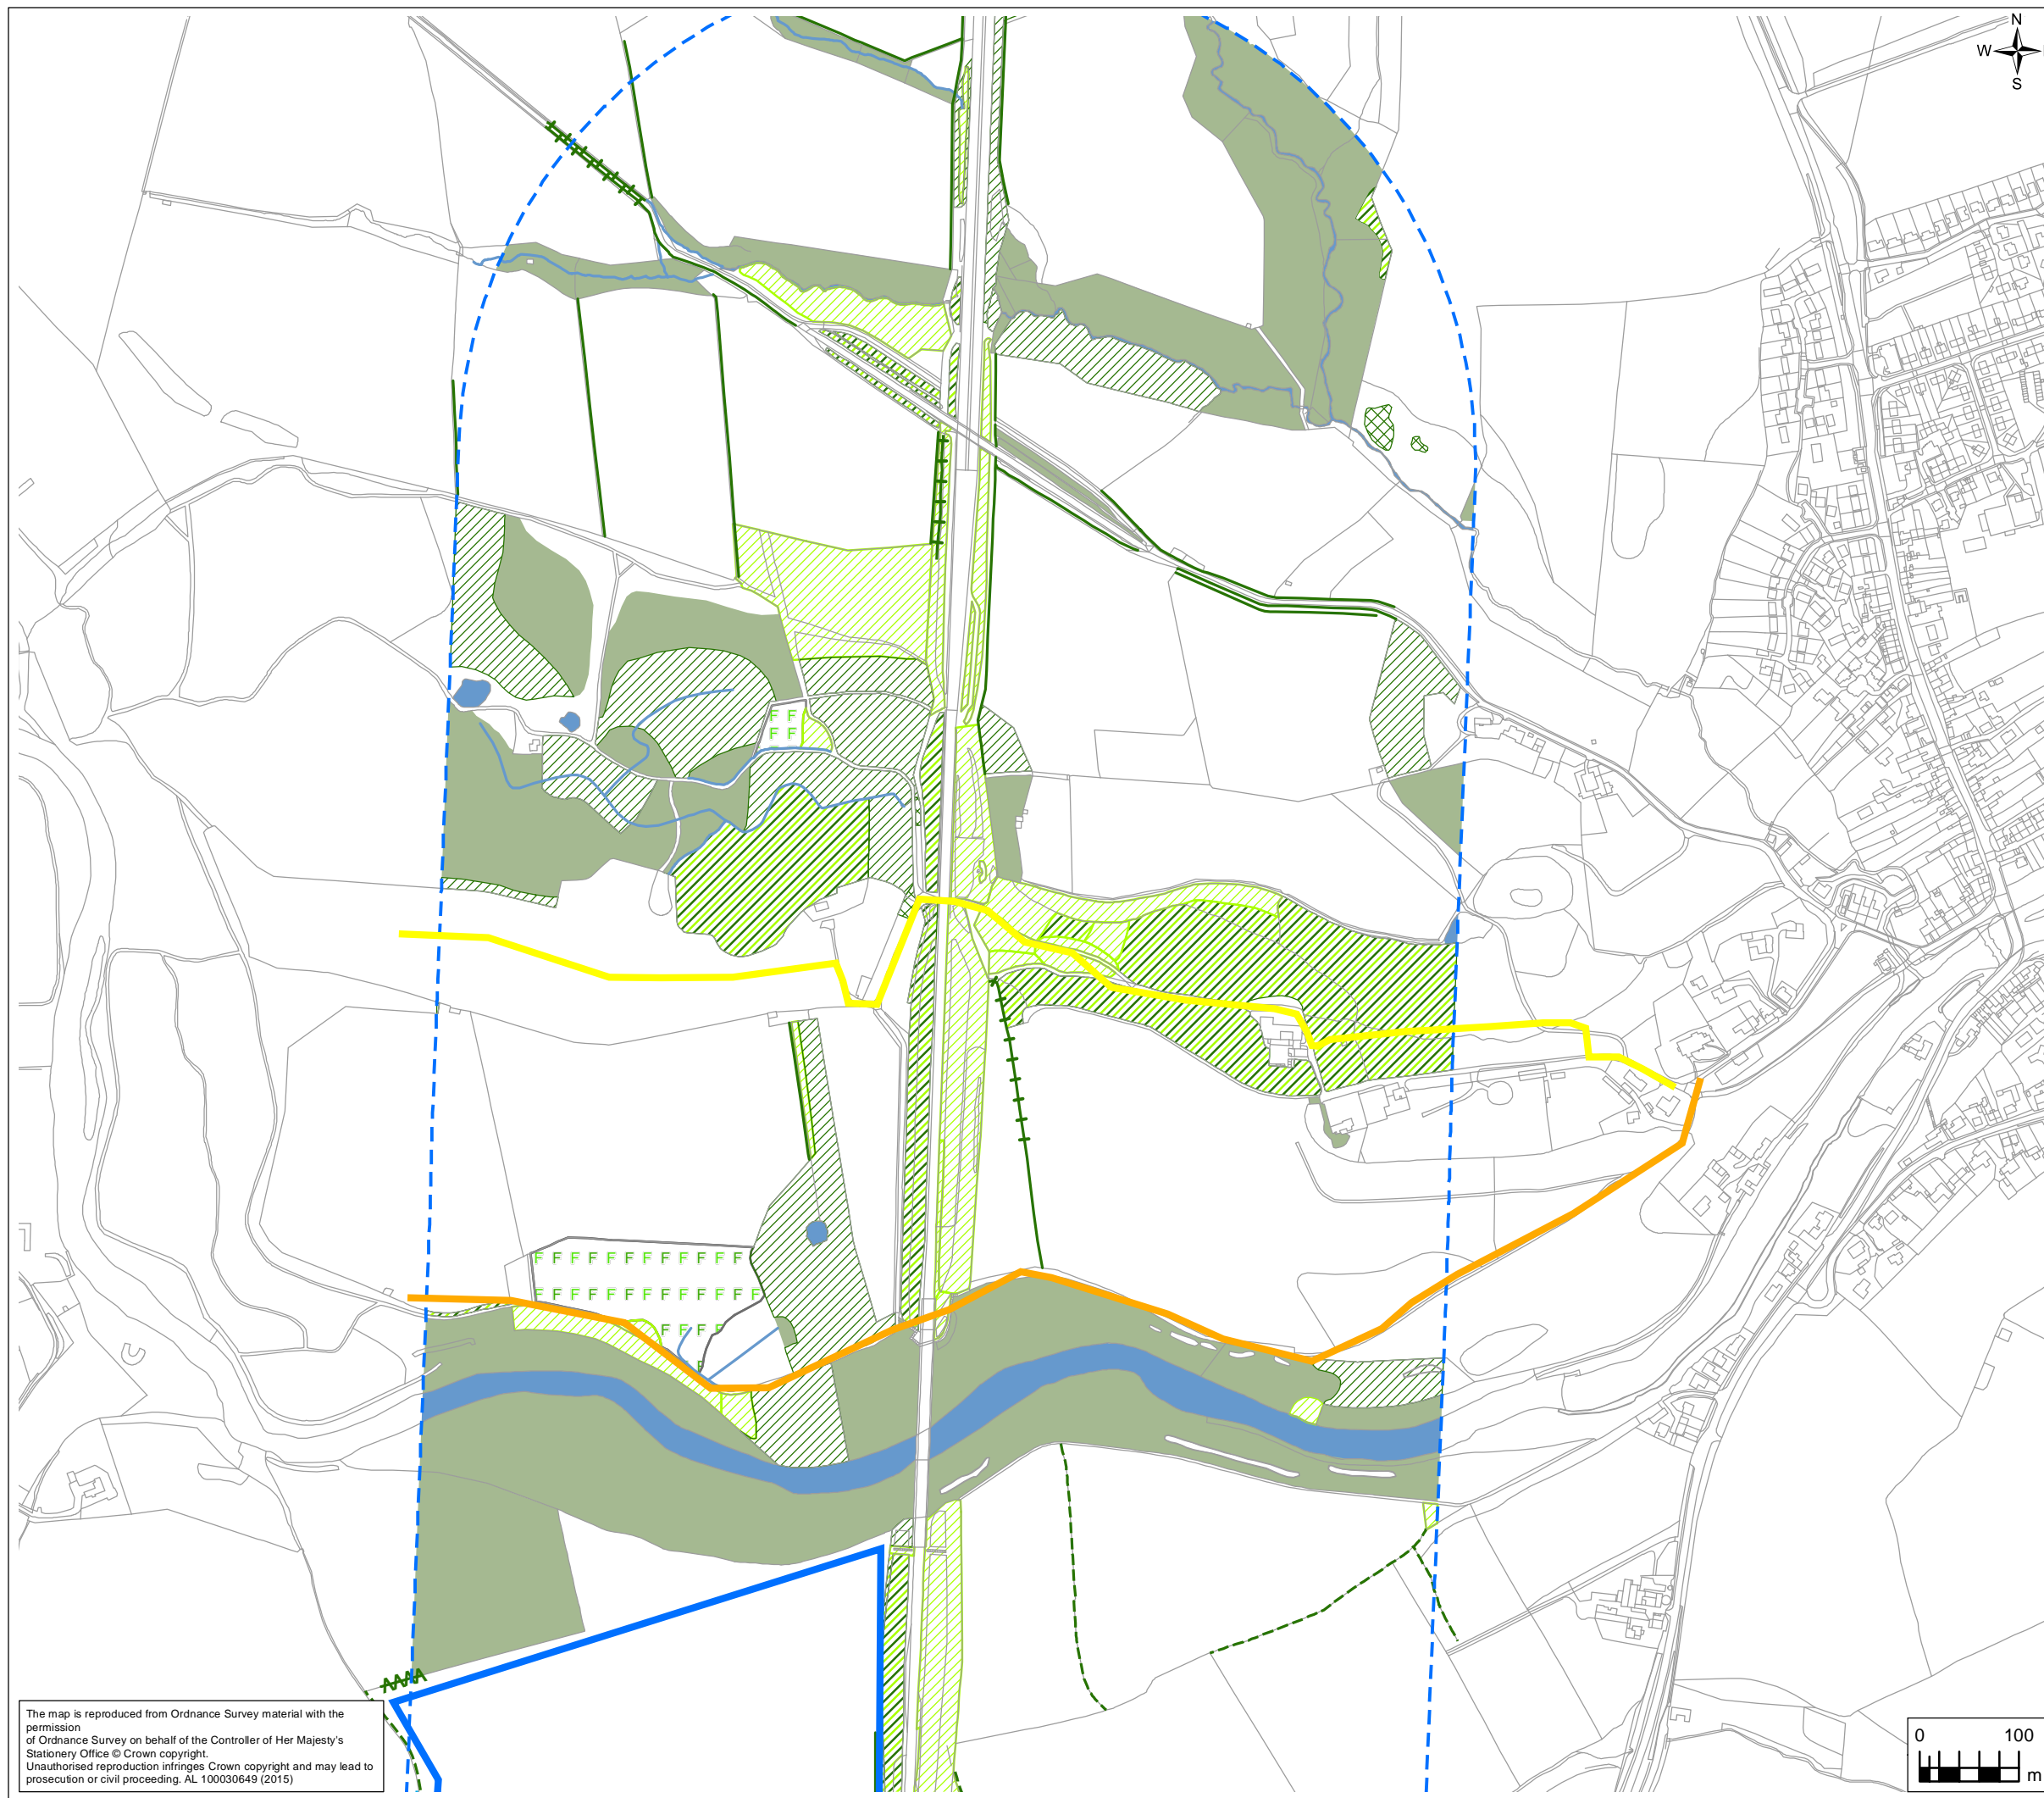 N
W
S
F F
F F
F F F F F F F F F F F F
F F F F F F F F F F F F F
F F F F
F
The map is reproduced from Ordnance Survey material with the
permission
of Ordnance Survey on behalf of the Controller of Her Majesty's
Stationery Office © Crown copyright.
Unauthorised reproduction infringes Crown copyright and may lead to
prosecution or civil proceeding. AL 100030649 (2015)
0 100
m